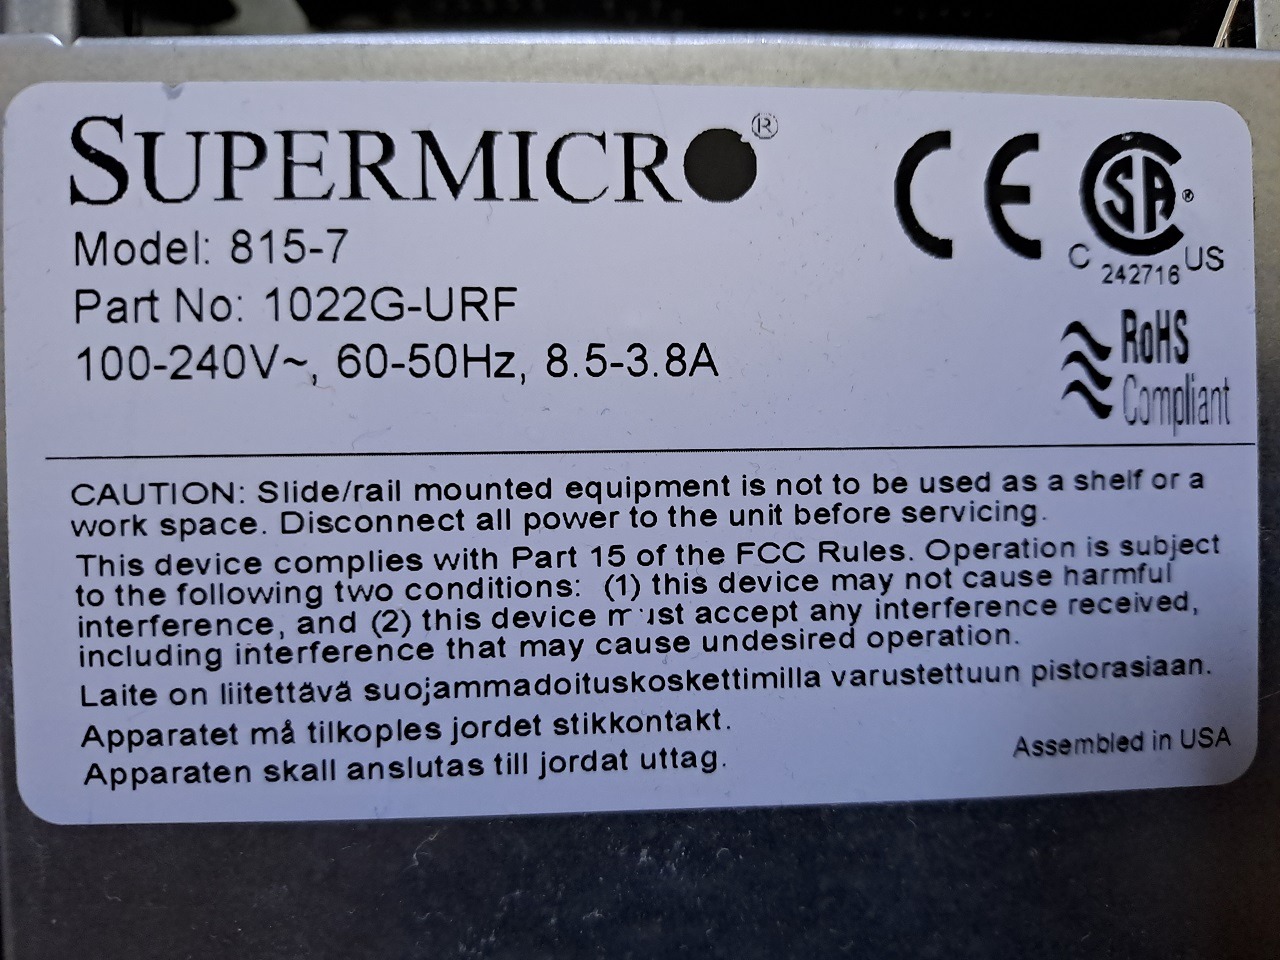 SUPERMICRO®
Model: 815-7
Part No: 1022G-URF
100-240V~, 60-50Hz, 8.5-3.8A
CE
CSA®
C 242716 US
RoHS
Compliant
CAUTION: Slide/rail mounted equipment is not to be used as a shelf or a
work space. Disconnect all power to the unit before servicing.
This device complies with Part 15 of the FCC Rules. Operation is subject
to the following two conditions: (1) this device may not cause harmful
interference, and (2) this device must accept any interference received,
including interference that may cause undesired operation.
Laite on liitettävä suojammadoituskoskettimilla varustettuun pistorasiaan.
Apparatet må tilkoples jordet stikkontakt.
Apparaten skall anslutas till jordat uttag.
Assembled in USA